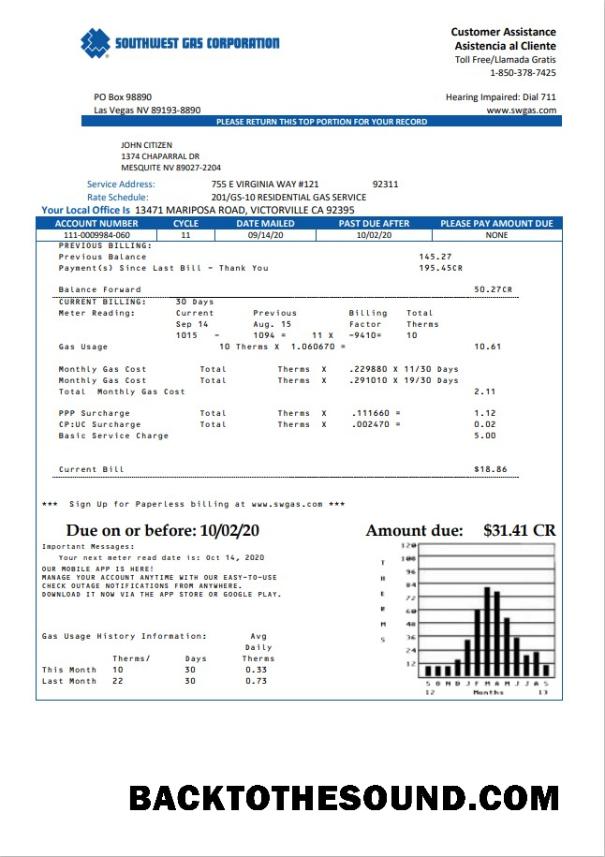 SOUTHWEST GAS CORPORATION
Customer Assistance
Asistencia al Cliente
Toll Free/Llamada Gratis
1-850-378-7425
PO Box 98890
Las Vegas NV 89193-8890
Hearing Impaired: Dial 711
www.swgas.com
PLEASE RETURN THIS TOP PORTION FOR YOUR RECORD
JOHN CITIZEN
1374 CHAPARRAL DR
MESQUITE NV 89027-2204
Service Address: 755 E VIRGINIA WAY #121 92311
Rate Schedule: 201/GS-10 RESIDENTIAL GAS SERVICE
Your Local Office Is 13471 MARIPOSA ROAD, VICTORVILLE CA 92395
ACCOUNT NUMBER CYCLE DATE MAILED PAST DUE AFTER PLEASE PAY AMOUNT DUE
111-0009984-060 11 09/14/20 10/02/20 NONE
PREVIOUS BILLING:
Previous Balance 145.27
Payment(s) Since Last Bill - Thank You 195.45CR
Balance Forward 50.27CR
CURRENT BILLING: 30 Days
Meter Reading: Current Previous Billing Total
Sep 14 Aug. 15 Factor Therms
1015 - 1094 = 11 X -9410= 10
Gas Usage 10 Therms X 1.060670 = 10.61
Monthly Gas Cost Total Therms X .229880 X 11/30 Days
Monthly Gas Cost Total Therms X .291010 X 19/30 Days
Total Monthly Gas Cost 2.11
PPP Surcharge Total Therms X .111660 = 1.12
CP:UC Surcharge Total Therms X .002470 = 0.02
Basic Service Charge 5.00
Current Bill $18.86
*** Sign Up for Paperless billing at www.swgas.com ***
Due on or before: 10/02/20 Amount due: $31.41 CR
Important Messages:
Your next meter read date is: Oct 14, 2020
OUR MOBILE APP IS HERE!
MANAGE YOUR ACCOUNT ANYTIME WITH OUR EASY-TO-USE
CHECK OUTAGE NOTIFICATIONS FROM ANYWHERE.
DOWNLOAD IT NOW VIA THE APP STORE OR GOOGLE PLAY.
Gas Usage History Information: Avg
Daily
Therms/ Days Therms
This Month 10 30 0.33
Last Month 22 30 0.73
THERMS
120
108
96
84
72
60
48
36
24
12
S O N D J F M A M J J A S
12 Months 13
BACKTOTHESOUND.COM